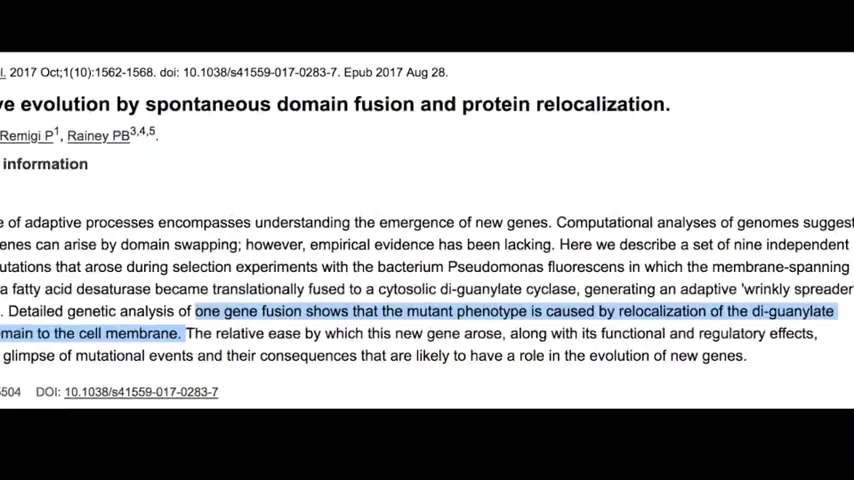 l. 2017 Oct;1(10):1562-1568. doi: 10.1038/s41559-017-0283-7. Epub 2017 Aug 28.
ve evolution by spontaneous domain fusion and protein relocalization.
Remigi P1, Rainey PB3,4,5.
information
e of adaptive processes encompasses understanding the emergence of new genes. Computational analyses of genomes suggest
enes can arise by domain swapping; however, empirical evidence has been lacking. Here we describe a set of nine independent
utations that arose during selection experiments with the bacterium Pseudomonas fluorescens in which the membrane-spanning
a fatty acid desaturase became translationally fused to a cytosolic di-guanylate cyclase, generating an adaptive 'wrinkly spreader
. Detailed genetic analysis of one gene fusion shows that the mutant phenotype is caused by relocalization of the di-guanylate
main to the cell membrane. The relative ease by which this new gene arose, along with its functional and regulatory effects,
glimpse of mutational events and their consequences that are likely to have a role in the evolution of new genes.
5504 DOI: 10.1038/s41559-017-0283-7